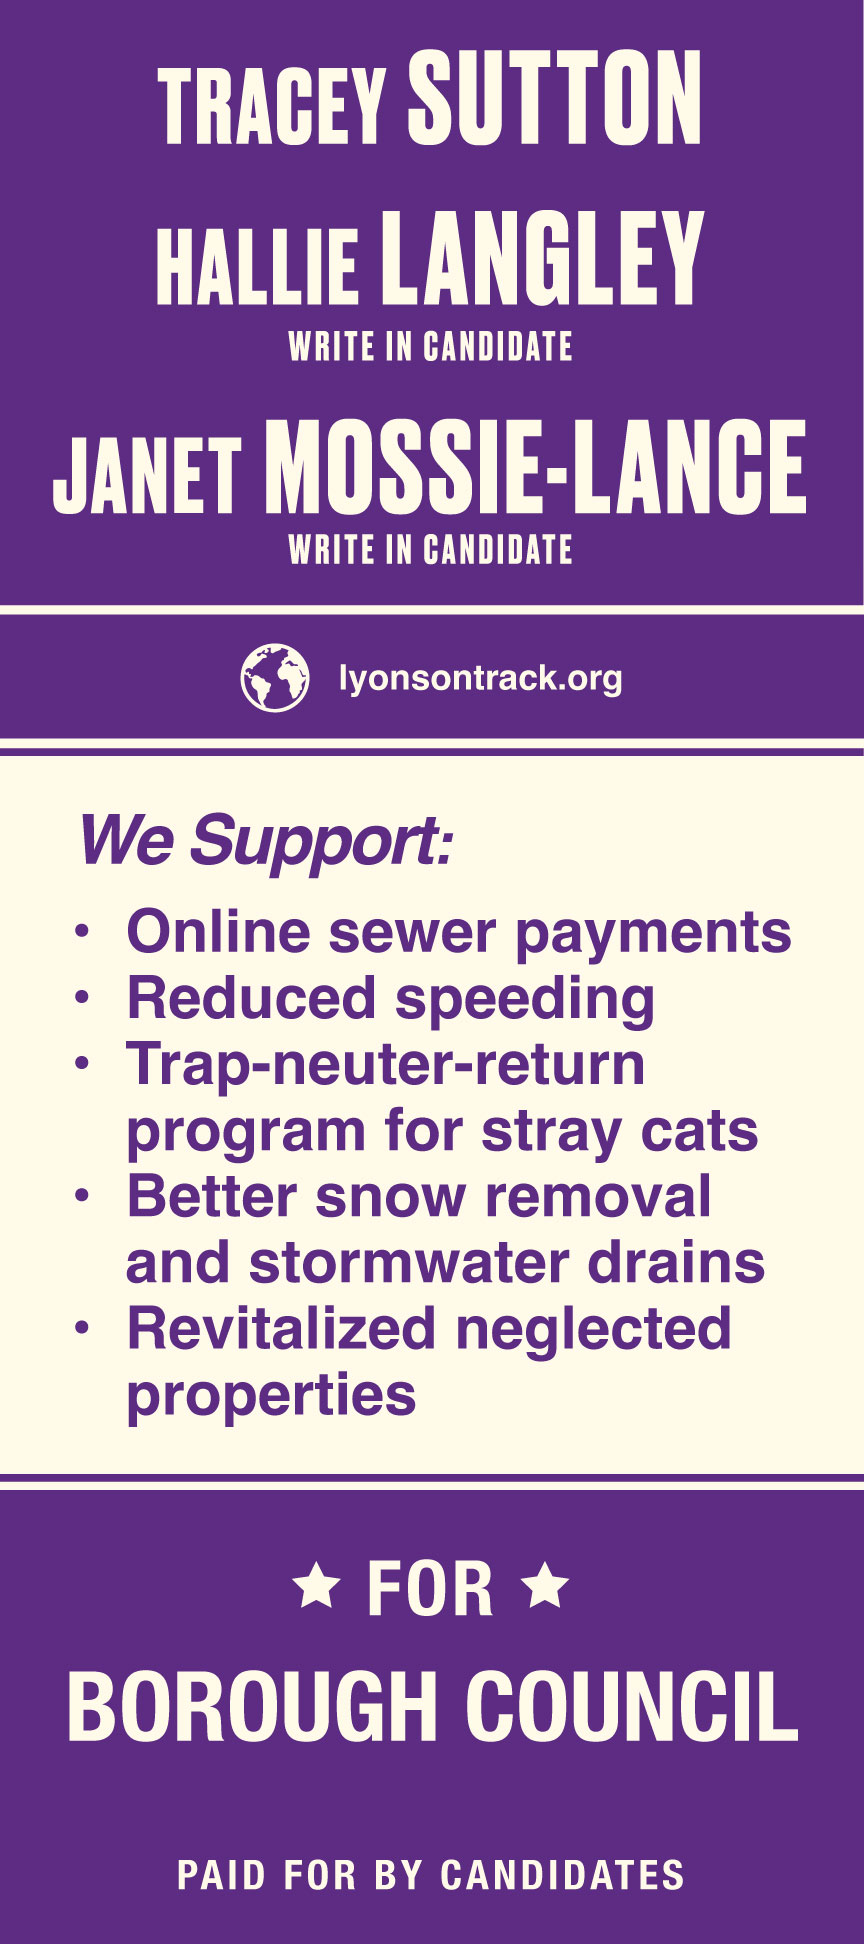 TRACEY SUTTON
HALLIE LANGLEY
WRITE IN CANDIDATE
JANET MOSSIE-LANCE
WRITE IN CANDIDATE
lyonsontrack.org
We Support:
• Online sewer payments
• Reduced speeding
• Trap-neuter-return
program for stray cats
• Better snow removal
and stormwater drains
• Revitalized neglected
properties
★ FOR ★
BOROUGH COUNCIL
PAID FOR BY CANDIDATES